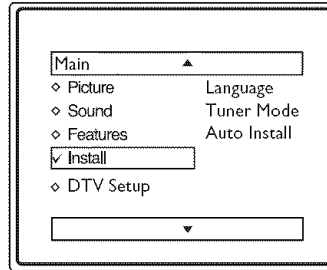 Main
Picture Language
Sound Tuner Mode
Features Auto Install
Install
DTV Setup